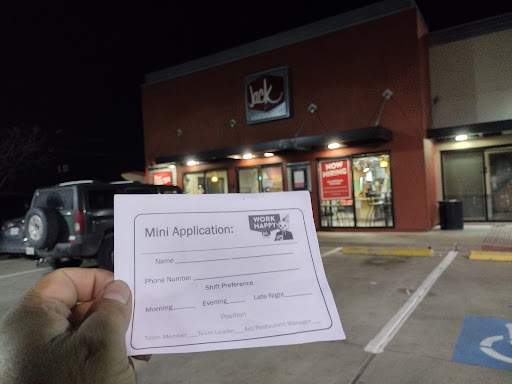 Jack
NOW
HIRING
WORK
HAPPY
Mini Application:
Name
Phone Number
Shift Preference
Morning Evening Late Night
Position
Team Member Team Leader Asst/Restaurant Manager